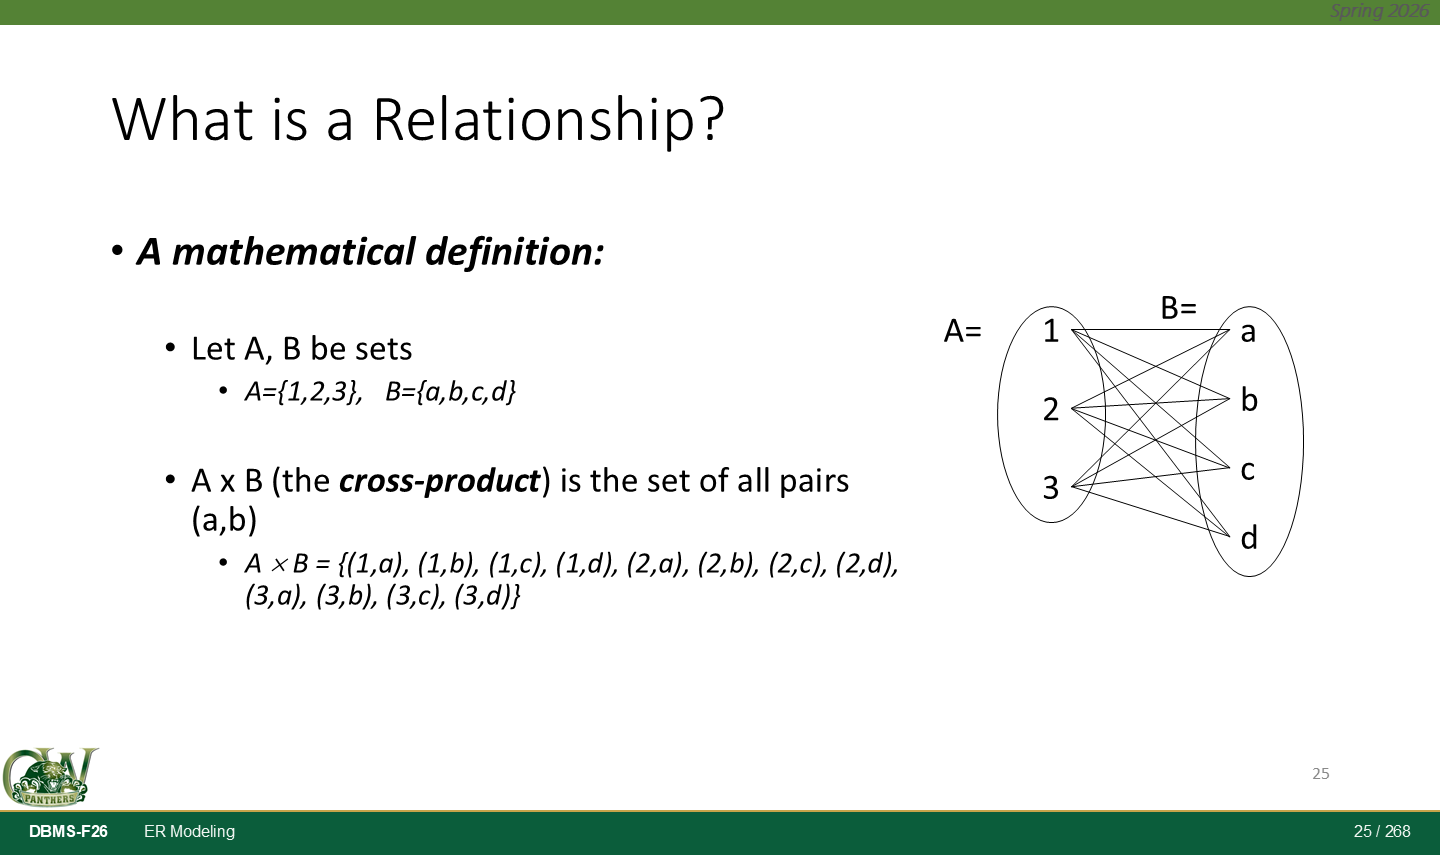 Spring 2026
What is a Relationship?
• A mathematical definition:
• Let A, B be sets
• A={1,2,3}, B={a,b,c,d}
• A x B (the cross-product) is the set of all pairs
(a,b)
• A × B = {(1,a), (1,b), (1,c), (1,d), (2,a), (2,b), (2,c), (2,d),
(3,a), (3,b), (3,c), (3,d)}
A=
B=
1
2
3
a
b
c
d
25
CW
PANTHERS
DBMS-F26 ER Modeling 25 / 268